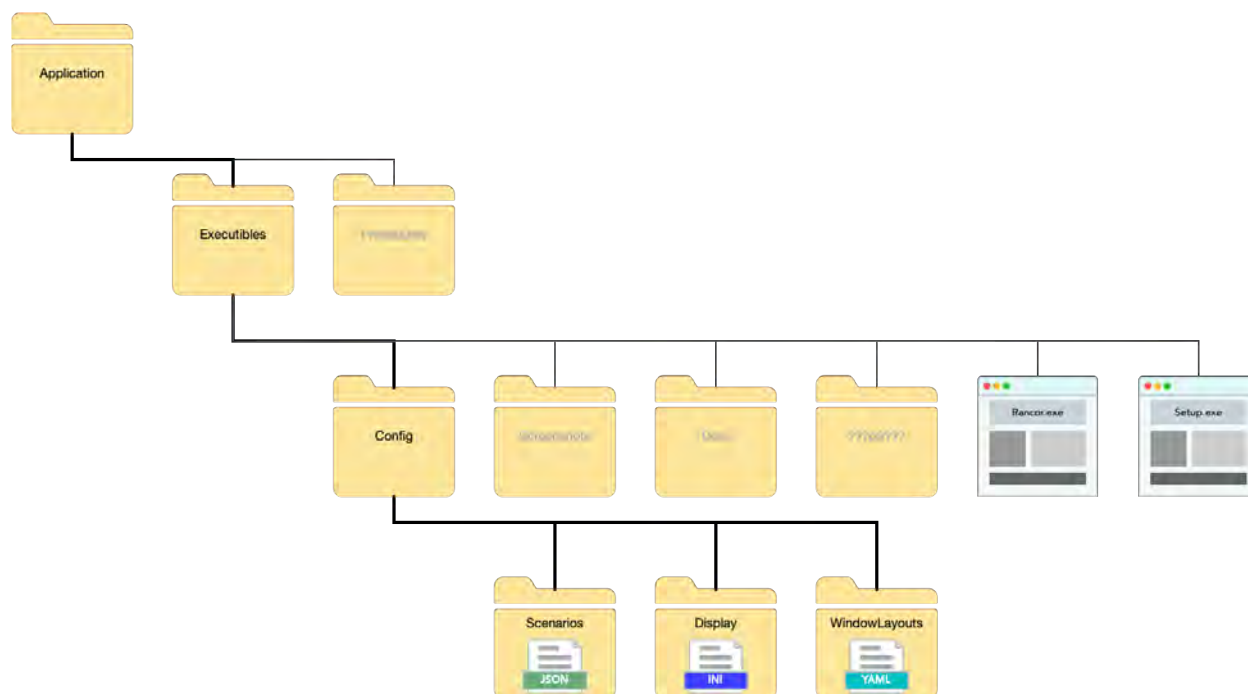 Application
Executibles
Config
Rancor.exe
Setup.exe
Scenarios
Display
WindowLayouts
JSON
INI
YAML